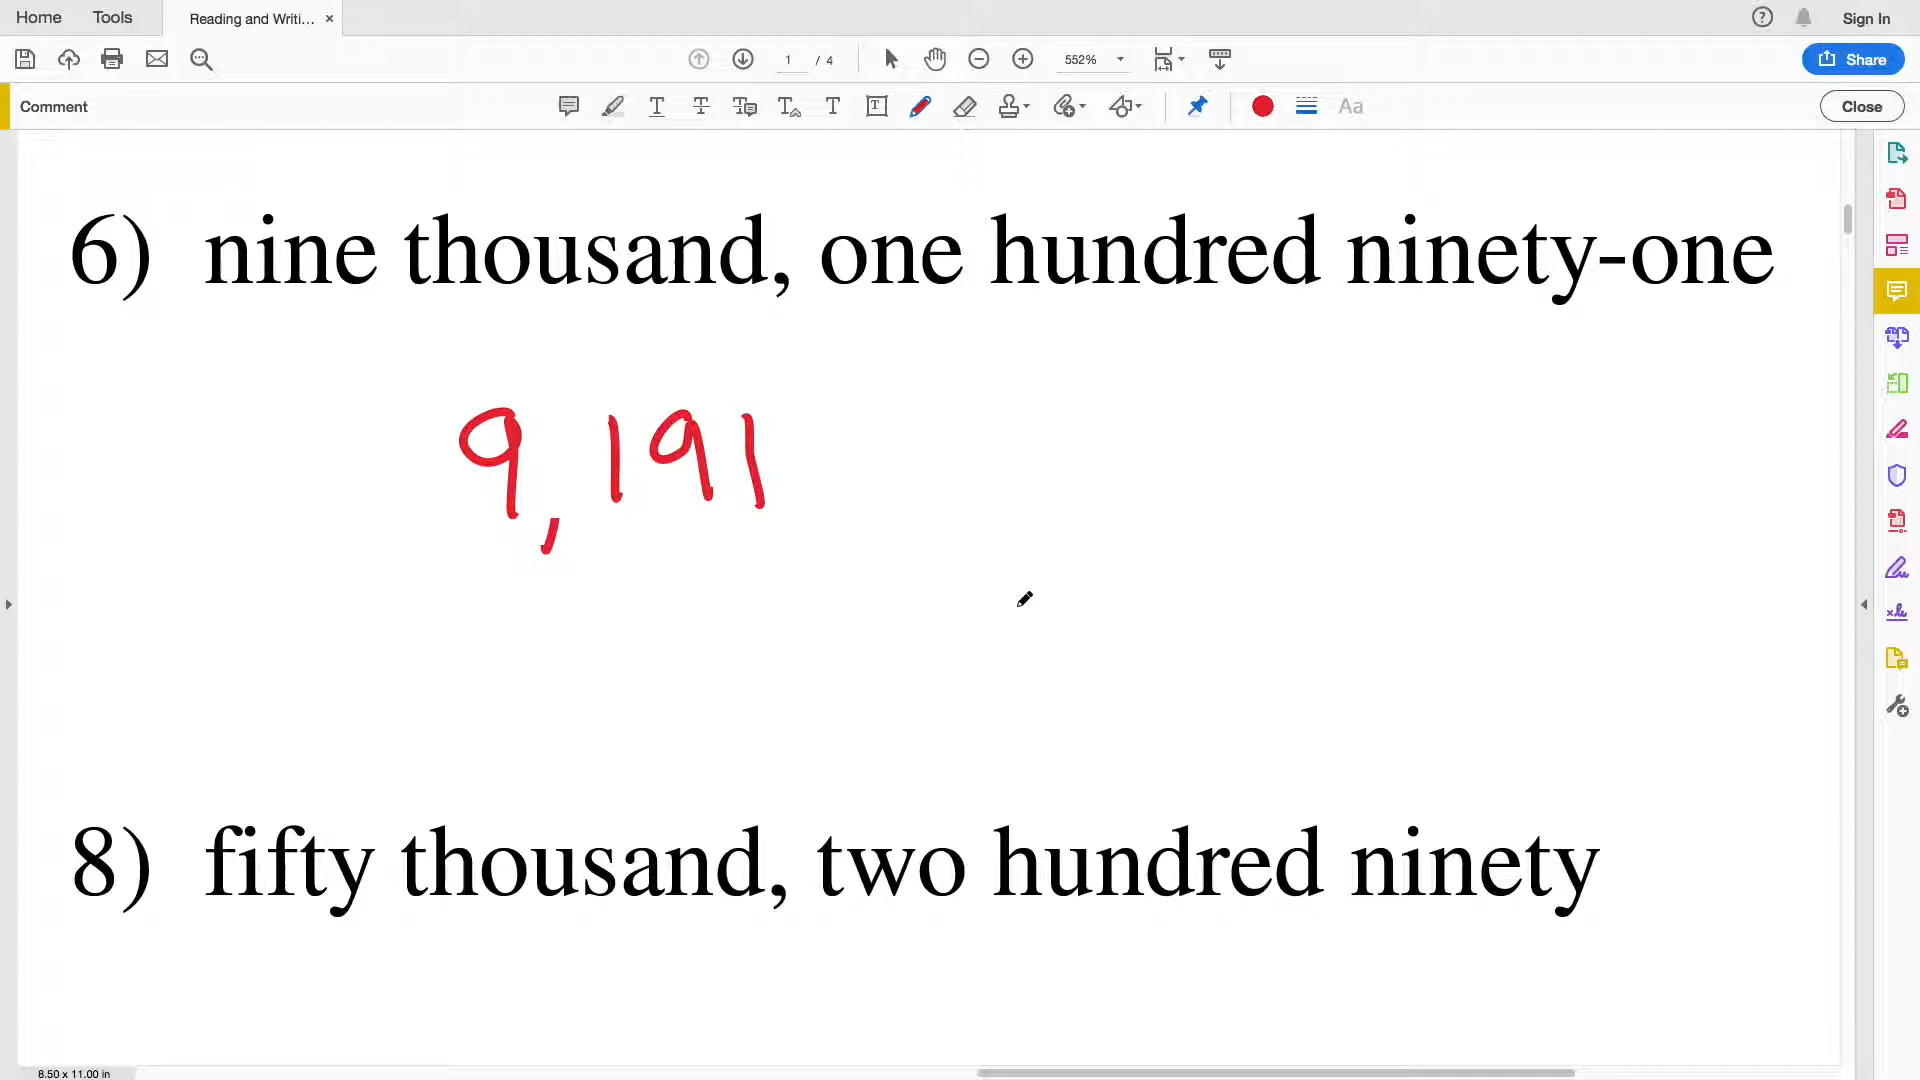 Home Tools Reading and Writi... × Sign In
1 / 4 552% Share
Comment Aa Close
6) nine thousand, one hundred ninety-one
9,191
8) fifty thousand, two hundred ninety
8.50 x 11.00 in